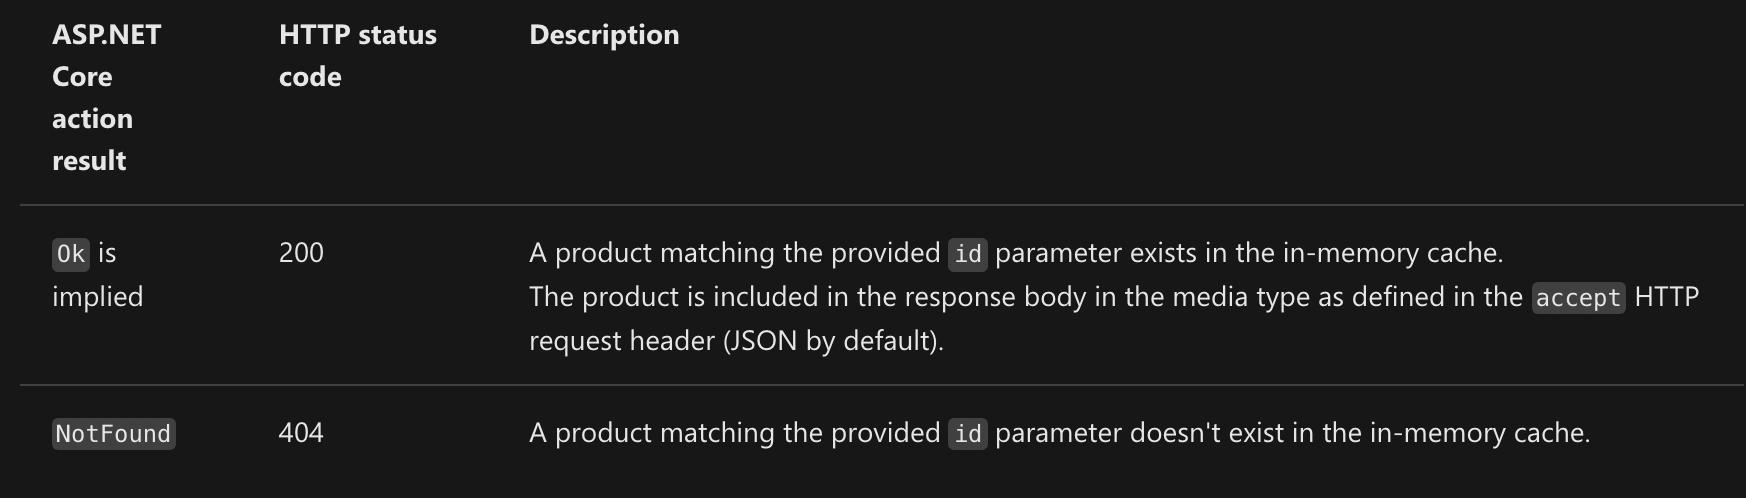 ASP.NET Core action result	HTTP status code	Description
Ok is implied	200	A product matching the provided id parameter exists in the in-memory cache.
The product is included in the response body in the media type as defined in the accept HTTP
request header (JSON by default).
NotFound	404	A product matching the provided id parameter doesn't exist in the in-memory cache.